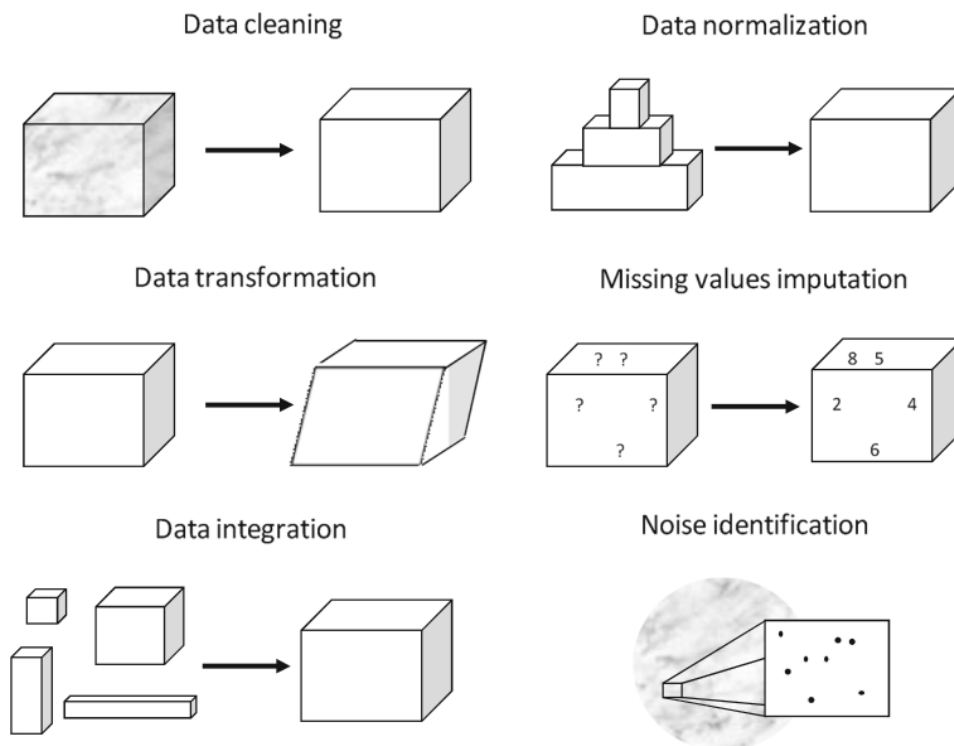 Data cleaning
Data normalization
Data transformation
Missing values imputation
? ?
? ?
?
8 5
2 4
6
Data integration
Noise identification